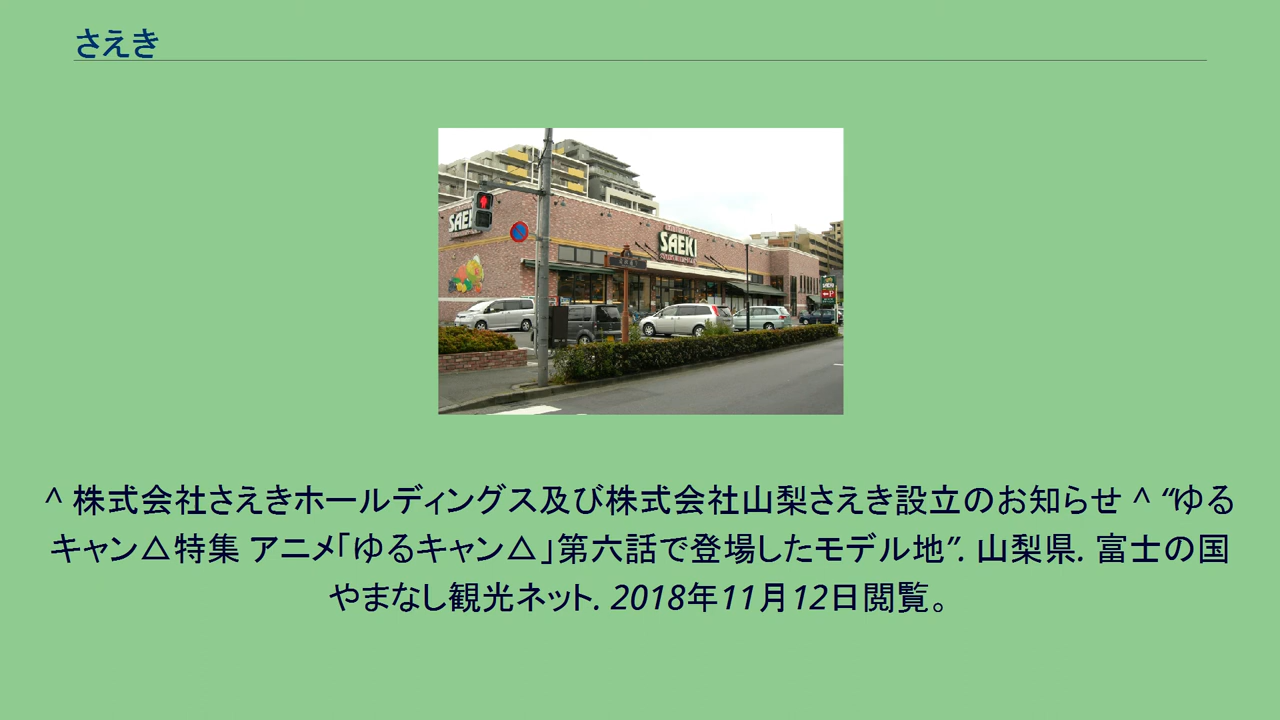 さえき
SAEKI
^ 株式会社さえきホールディングス及び株式会社山梨さえき設立のお知らせ ^ “ゆる
キャン△特集 アニメ「ゆるキャン△」第六話で登場したモデル地”. 山梨県. 富士の国
やまなし観光ネット. 2018年11月12日閲覧。